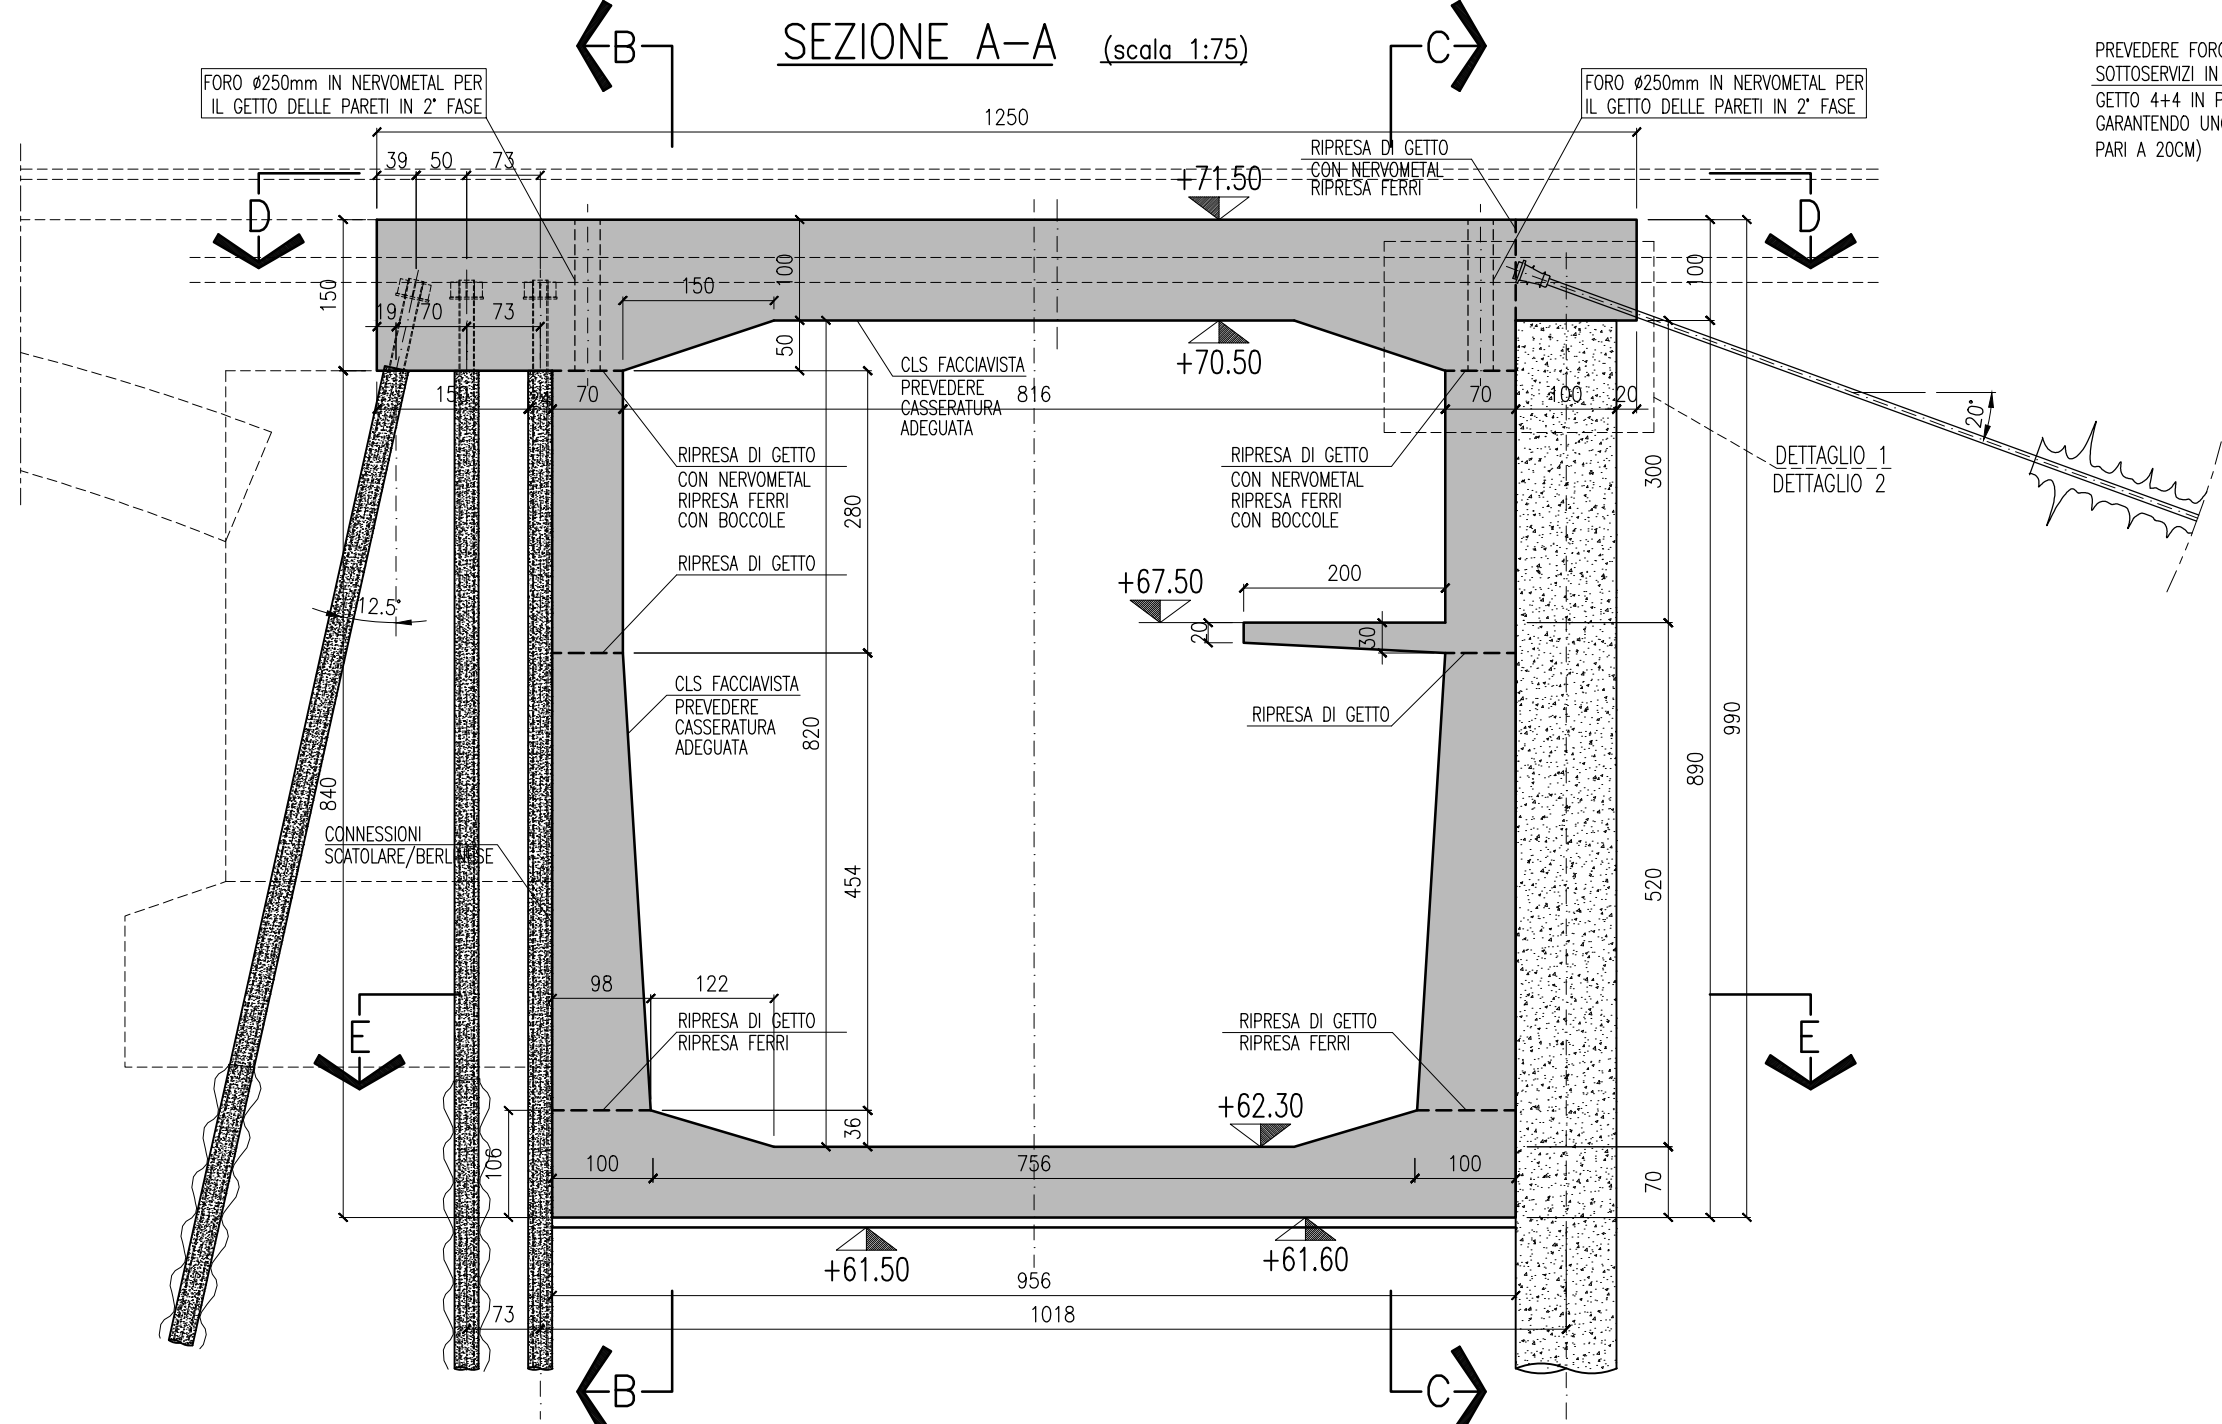 SEZIONE A-A (scala 1:75)
B
C
FORO ø250mm IN NERVOMETAL PER
IL GETTO DELLE PARETI IN 2° FASE
FORO ø250mm IN NERVOMETAL PER
IL GETTO DELLE PARETI IN 2° FASE
PREVEDERE
SOTTOSERVIZI IN
GETTO 4+4 IN
GARANTENDO
PARI A 20CM)
1250
39 50 73
RIPRESA DI GETTO
CON NERVOMETAL
RIPRESA FERRI
+71.50
D
D
150
100
100
150
19 70 73
50
+70.50
CLS FACCIAVISTA
PREVEDERE
CASSERATURA
ADEGUATA
150
70
816
70
100
20
20°
RIPRESA DI GETTO
CON NERVOMETAL
RIPRESA FERRI
CON BOCCOLE
RIPRESA DI GETTO
CON NERVOMETAL
RIPRESA FERRI
CON BOCCOLE
DETTAGLIO 1
DETTAGLIO 2
280
300
RIPRESA DI GETTO
+67.50
200
20
30
12.5°
CLS FACCIAVISTA
PREVEDERE
CASSERATURA
ADEGUATA
RIPRESA DI GETTO
820
840
990
890
CONNESSIONI
SCATOLARE/BERLINESE
454
520
98
122
RIPRESA DI GETTO
RIPRESA FERRI
RIPRESA DI GETTO
RIPRESA FERRI
E
E
+62.30
36
106
100
756
100
70
+61.50
+61.60
956
73
1018
B
C